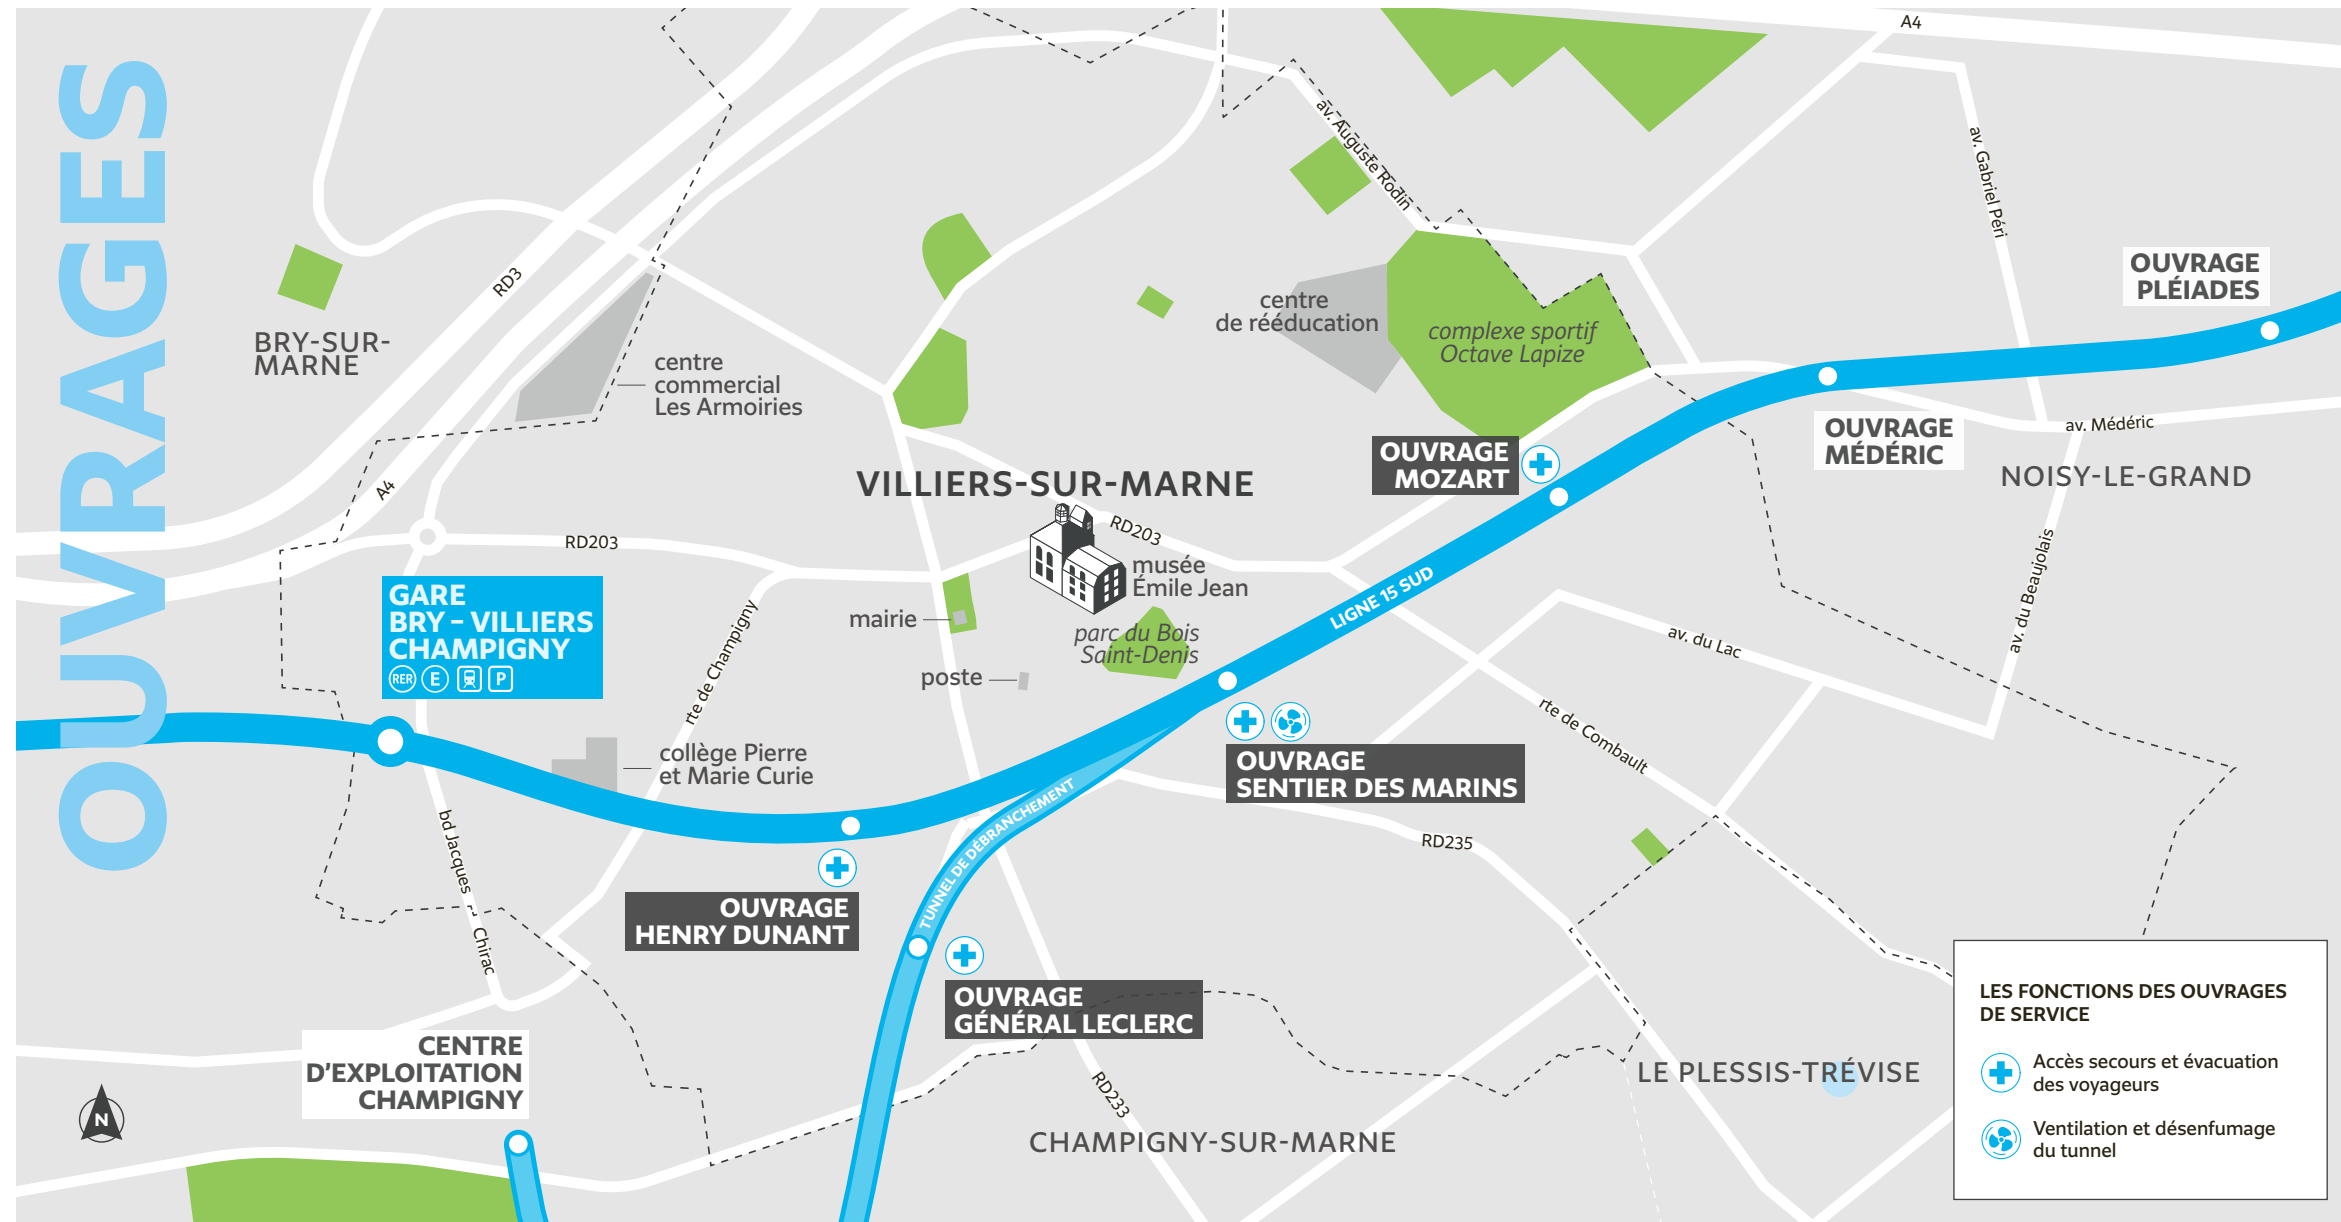 OUVRAGES
A4
av. Auguste Rodin
av. Gabriel Péri
RD3
OUVRAGE
PLÉIADES
centre
de rééducation
complexe sportif
Octave Lapize
BRY-SUR-
MARNE
centre
commercial
Les Armoiries
av. Médéric
OUVRAGE
MÉDÉRIC
OUVRAGE
MOZART
NOISY-LE-GRAND
VILLIERS-SUR-MARNE
A4
RD203
RD203
musée
Émile Jean
av. du Beaujolais
LIGNE 15 SUD
GARE
BRY – VILLIERS
CHAMPIGNY
RER E P
mairie
rte de Champigny
parc du Bois
Saint-Denis
av. du Lac
poste
rte de Combault
collège Pierre
et Marie Curie
OUVRAGE
SENTIER DES MARINS
TUNNEL DE DÉBRANCHEMENT
bd Jacques Chirac
RD235
OUVRAGE
HENRY DUNANT
OUVRAGE
GÉNÉRAL LECLERC
CENTRE
D'EXPLOITATION
CHAMPIGNY
RD233
LE PLESSIS-TRÉVISE
CHAMPIGNY-SUR-MARNE
N
LES FONCTIONS DES OUVRAGES
DE SERVICE
Accès secours et évacuation
des voyageurs
Ventilation et désenfumage
du tunnel